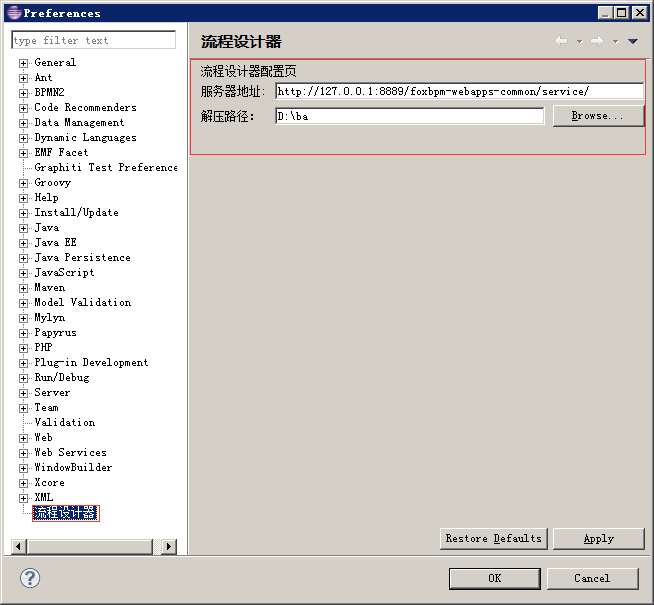 Preferences
type filter text
General
Ant
BPMN2
Code Recommenders
Data Management
Dynamic Languages
EMF Facet
Graphiti Test Preference
Groovy
Help
Install/Update
Java
Java EE
Java Persistence
JavaScript
Maven
Model Validation
Mylyn
Papyrus
PHP
Plug-in Development
Run/Debug
Server
Team
Validation
Web
Web Services
WindowBuilder
Xcore
XML
流程设计器
流程设计器
流程设计器配置页
服务器地址: http://127.0.0.1:8889/foxbpm-webapps-common/service/
解压路径: D:\ba Browse...
Restore Defaults Apply
OK Cancel